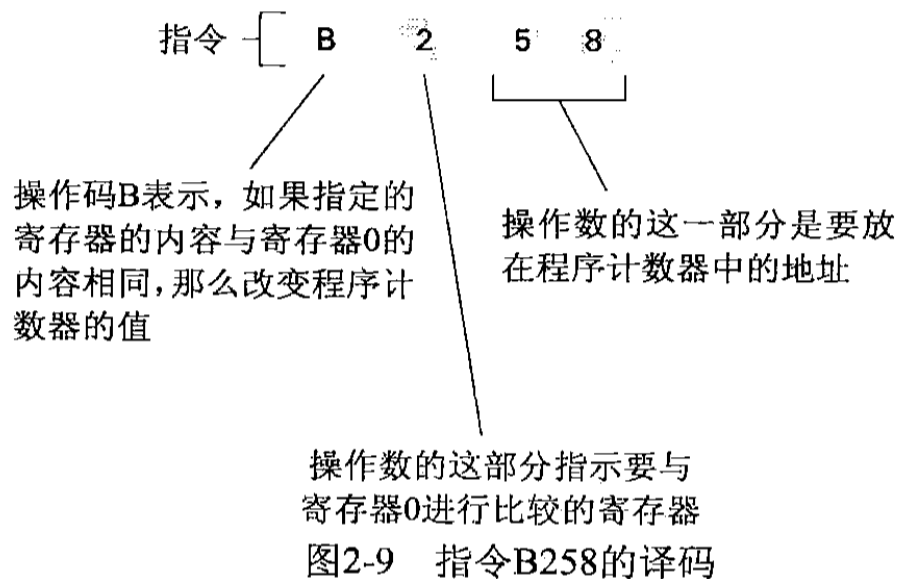 指令 B 2 5 8
操作码B表示，如果指定的
寄存器的内容与寄存器0的
内容相同，那么改变程序计
数器的值
操作数的这一部分是要放
在程序计数器中的地址
操作数的这部分指示要与
寄存器0进行比较的寄存器
图2-9 指令B258的译码